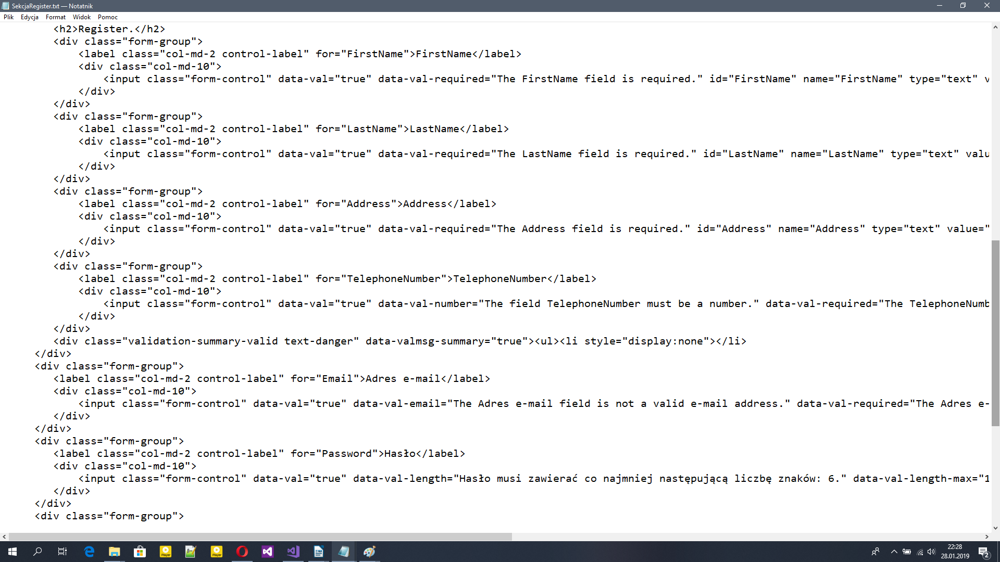 SekcjaRegister.txt — Notatnik
Plik Edycja Format Widok Pomoc
<h2>Register.</h2>
<div class="form-group">
<label class="col-md-2 control-label" for="FirstName">FirstName</label>
<div class="col-md-10">
<input class="form-control" data-val="true" data-val-required="The FirstName field is required." id="FirstName" name="FirstName" type="text" v
</div>
</div>
<div class="form-group">
<label class="col-md-2 control-label" for="LastName">LastName</label>
<div class="col-md-10">
<input class="form-control" data-val="true" data-val-required="The LastName field is required." id="LastName" name="LastName" type="text" valu
</div>
</div>
<div class="form-group">
<label class="col-md-2 control-label" for="Address">Address</label>
<div class="col-md-10">
<input class="form-control" data-val="true" data-val-required="The Address field is required." id="Address" name="Address" type="text" value="
</div>
</div>
<div class="form-group">
<label class="col-md-2 control-label" for="TelephoneNumber">TelephoneNumber</label>
<div class="col-md-10">
<input class="form-control" data-val="true" data-val-number="The field TelephoneNumber must be a number." data-val-required="The TelephoneNumb
</div>
</div>
<div class="validation-summary-valid text-danger" data-valmsg-summary="true"><ul><li style="display:none"></li>
</div>
<div class="form-group">
<label class="col-md-2 control-label" for="Email">Adres e-mail</label>
<div class="col-md-10">
<input class="form-control" data-val="true" data-val-email="The Adres e-mail field is not a valid e-mail address." data-val-required="The Adres e-
</div>
</div>
<div class="form-group">
<label class="col-md-2 control-label" for="Password">Hasło</label>
<div class="col-md-10">
<input class="form-control" data-val="true" data-val-length="Hasło musi zawierać co najmniej następującą liczbę znaków: 6." data-val-length-max="1
</div>
</div>
<div class="form-group">
Player
Player
22:28
28.01.2019
2